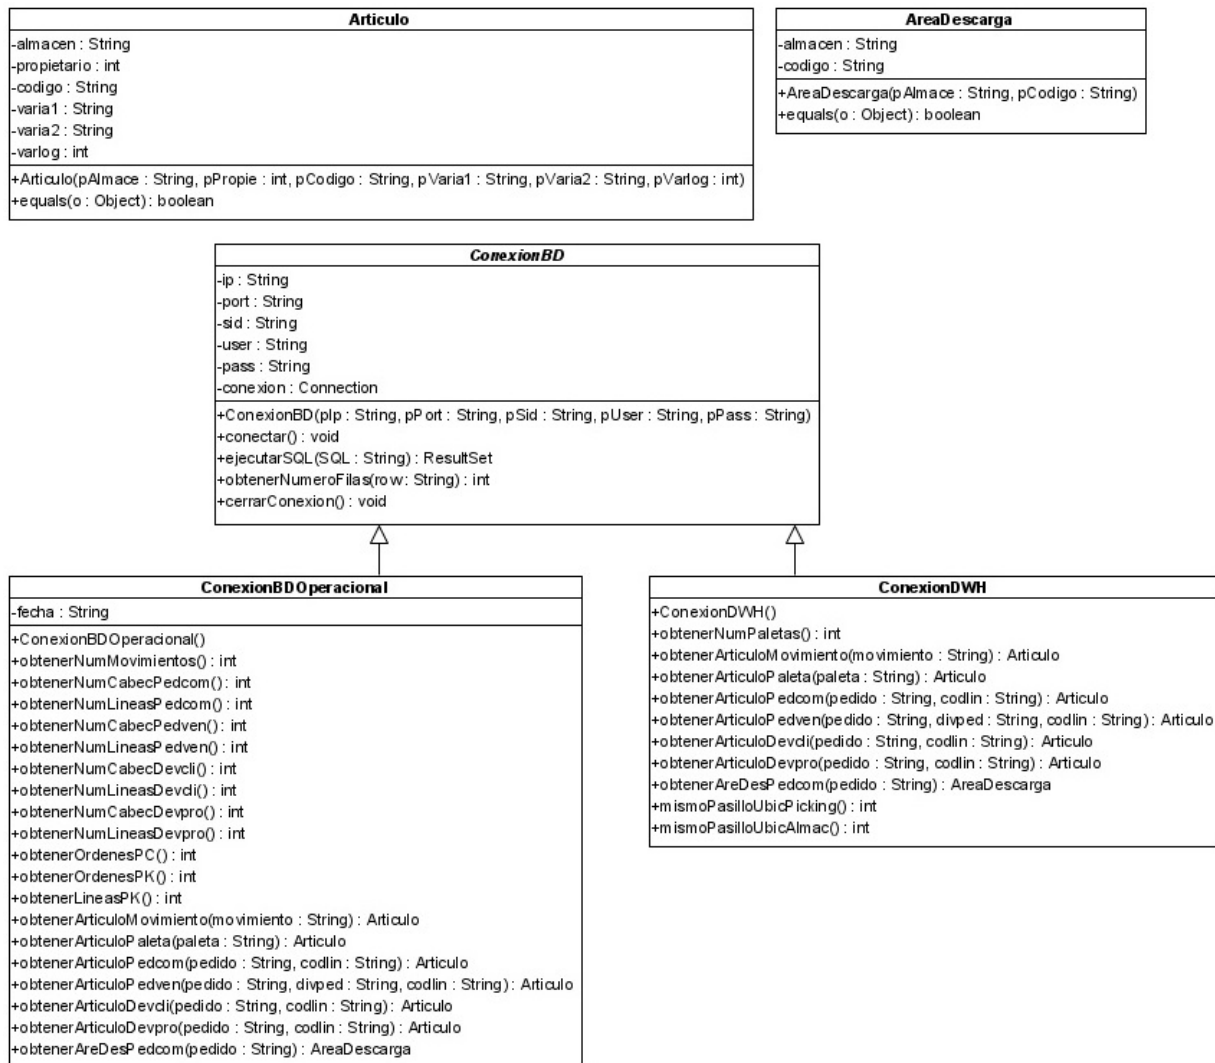 Articulo
-almacen : String
-propietario : int
-codigo : String
-varia1 : String
-varia2 : String
-varlog : int
+Articulo(pAlmace : String, pPropie : int, pCodigo : String, pVaria1 : String, pVaria2 : String, pVarlog : int)
+equals(o : Object) : boolean
AreaDescarga
-almacen : String
-codigo : String
+AreaDescarga(pAlmace : String, pCodigo : String)
+equals(o : Object) : boolean
ConexionBD
-ip : String
-port : String
-sid : String
-user : String
-pass : String
-conexion : Connection
+ConexionBD(pIp : String, pPort : String, pSid : String, pUser : String, pPass : String)
+conectar() : void
+ejecutarSQL(SQL : String) : ResultSet
+obtenerNumeroFilas(row : String) : int
+cerrarConexion() : void
ConexionBDOperacional
-fecha : String
+ConexionBDOperacional()
+obtenerNumMovimientos() : int
+obtenerNumCabecPedcom() : int
+obtenerNumLineasPedcom() : int
+obtenerNumCabecPedven() : int
+obtenerNumLineasPedven() : int
+obtenerNumCabecDevcli() : int
+obtenerNumLineasDevcli() : int
+obtenerNumCabecDevpro() : int
+obtenerNumLineasDevpro() : int
+obtenerOrdenesPC() : int
+obtenerOrdenesPK() : int
+obtenerLineasPK() : int
+obtenerArticuloMovimiento(movimiento : String) : Articulo
+obtenerArticuloPaleta(paleta : String) : Articulo
+obtenerArticuloPedcom(pedido : String, codlin : String) : Articulo
+obtenerArticuloPedven(pedido : String, divped : String, codlin : String) : Articulo
+obtenerArticuloDevcli(pedido : String, codlin : String) : Articulo
+obtenerArticuloDevpro(pedido : String, codlin : String) : Articulo
+obtenerAreDesPedcom(pedido : String) : AreaDescarga
ConexionDWH
+ConexionDWH()
+obtenerNumPaletas() : int
+obtenerArticuloMovimiento(movimiento : String) : Articulo
+obtenerArticuloPaleta(paleta : String) : Articulo
+obtenerArticuloPedcom(pedido : String, codlin : String) : Articulo
+obtenerArticuloPedven(pedido : String, divped : String, codlin : String) : Articulo
+obtenerArticuloDevcli(pedido : String, codlin : String) : Articulo
+obtenerArticuloDevpro(pedido : String, codlin : String) : Articulo
+obtenerAreDesPedcom(pedido : String) : AreaDescarga
+mismoPasilloUbicPicking() : int
+mismoPasilloUbicAlmac() : int